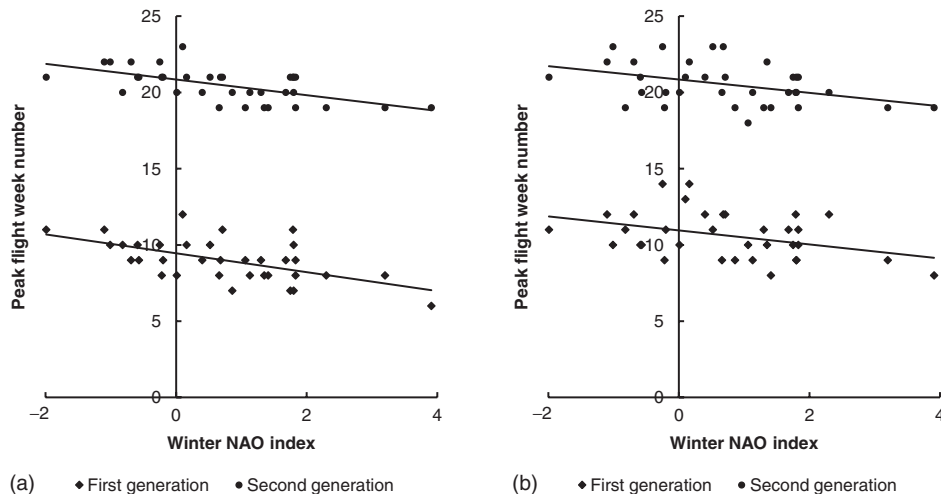 25
20
15
10
5
0
−2
0
2
4
Peak flight week number
Winter NAO index
(a)
◆ First generation ● Second generation
25
20
15
10
5
0
−2
0
2
4
Peak flight week number
Winter NAO index
(b)
◆ First generation ● Second generation